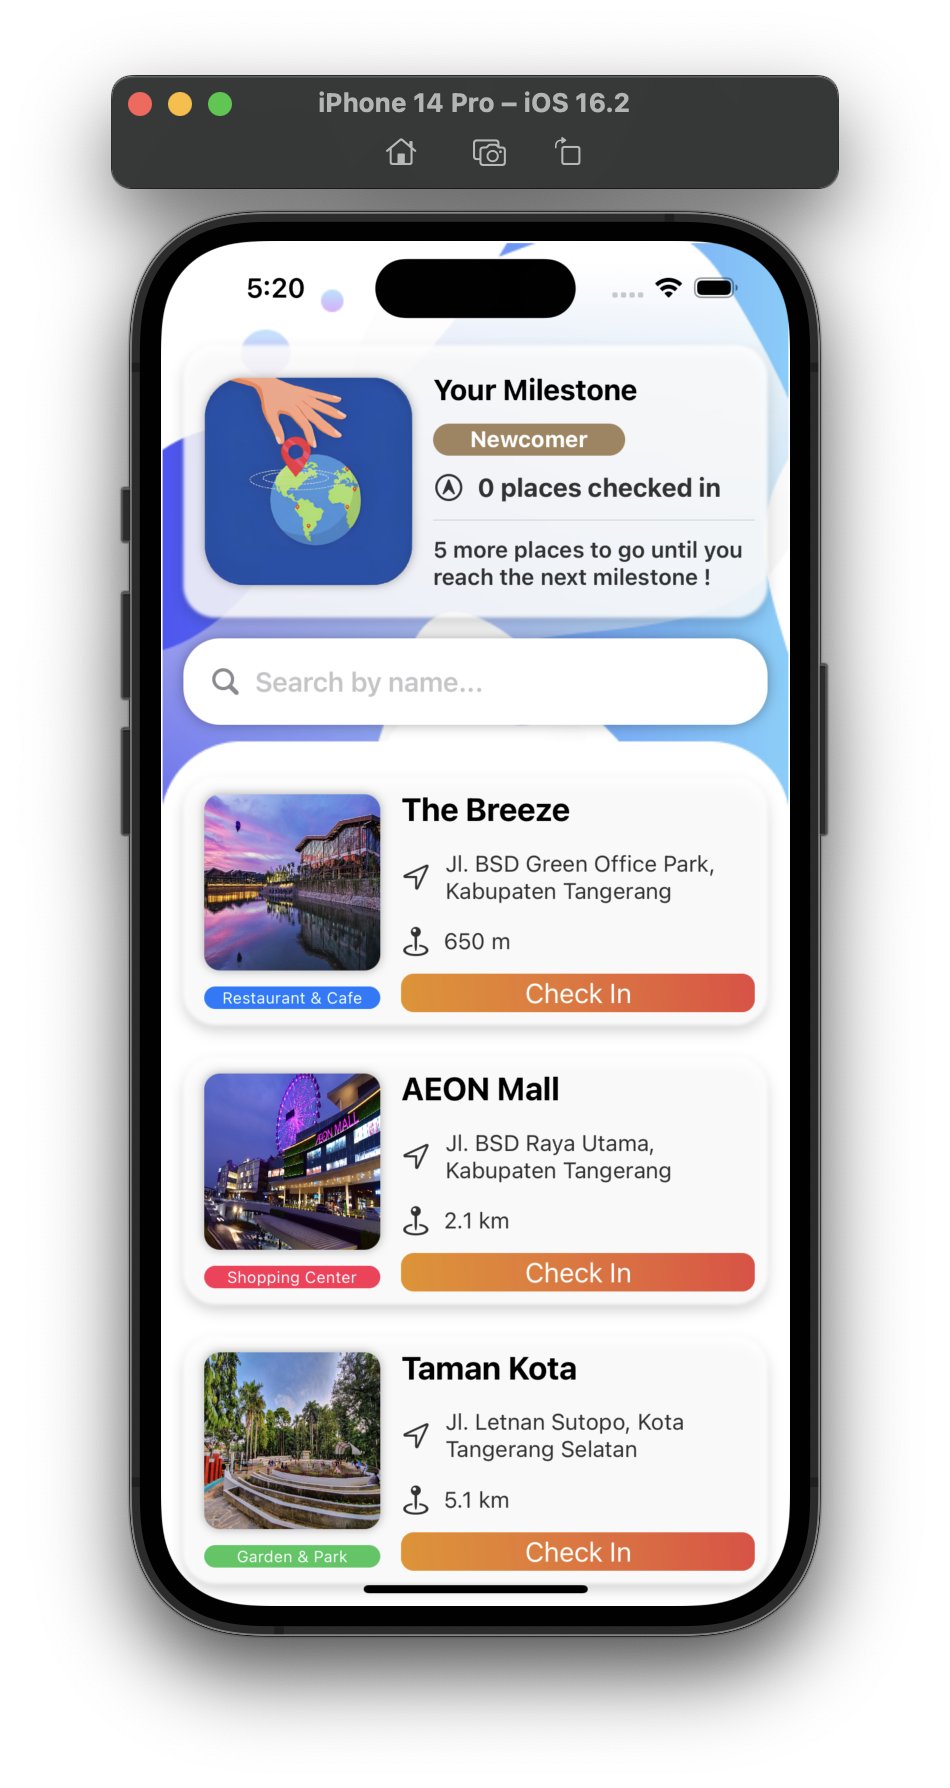 iPhone 14 Pro – iOS 16.2
5:20
Your Milestone
Newcomer
0 places checked in
5 more places to go until you
reach the next milestone !
Search by name...
The Breeze
Jl. BSD Green Office Park,
Kabupaten Tangerang
650 m
Restaurant & Cafe
Check In
AEON Mall
ÆON MALL
Jl. BSD Raya Utama,
Kabupaten Tangerang
2.1 km
Shopping Center
Check In
Taman Kota
Jl. Letnan Sutopo, Kota
Tangerang Selatan
5.1 km
Garden & Park
Check In